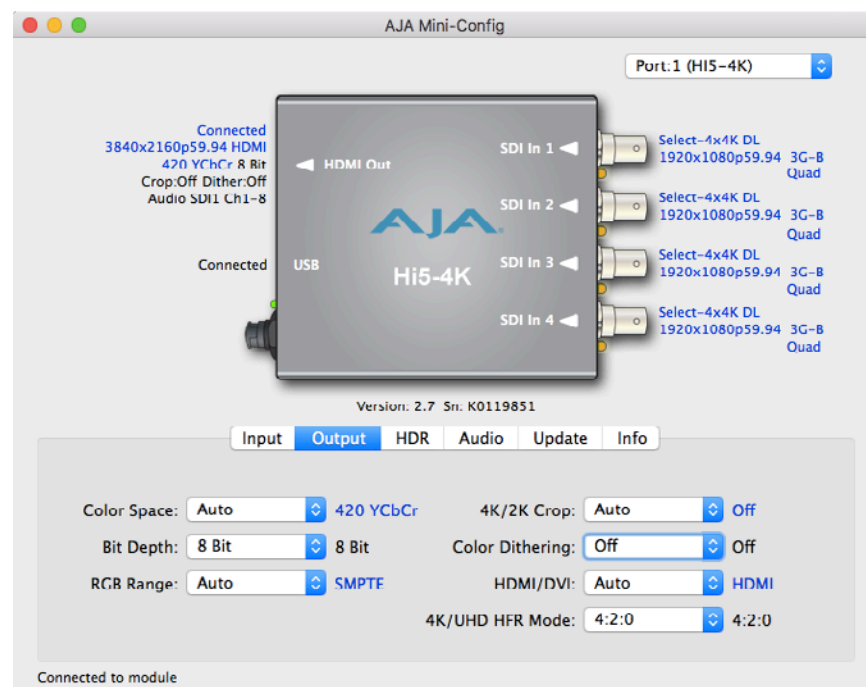 AJA Mini-Config
Port:1 (HI5-4K)
Connected
3840x2160p59.94 HDMI
420 YCbCr 8 Bit
Crop:Off Dither:Off
Audio SDI1 Ch1-8
Connected
HDMI Out
USB
AJA
Hi5-4K
SDI In 1
SDI In 2
SDI In 3
SDI In 4
Select-4x4K DL
1920x1080p59.94 3G-B
Quad
Select-4x4K DL
1920x1080p59.94 3G-B
Quad
Select-4x4K DL
1920x1080p59.94 3G-B
Quad
Select-4x4K DL
1920x1080p59.94 3G-B
Quad
Version: 2.7 Sn: K0119851
Input Output HDR Audio Update Info
Color Space: Auto 420 YCbCr
Bit Depth: 8 Bit 8 Bit
RGB Range: Auto SMPTE
4K/2K Crop: Auto Off
Color Dithering: Off Off
HDMI/DVI: Auto HDMI
4K/UHD HFR Mode: 4:2:0 4:2:0
Connected to module